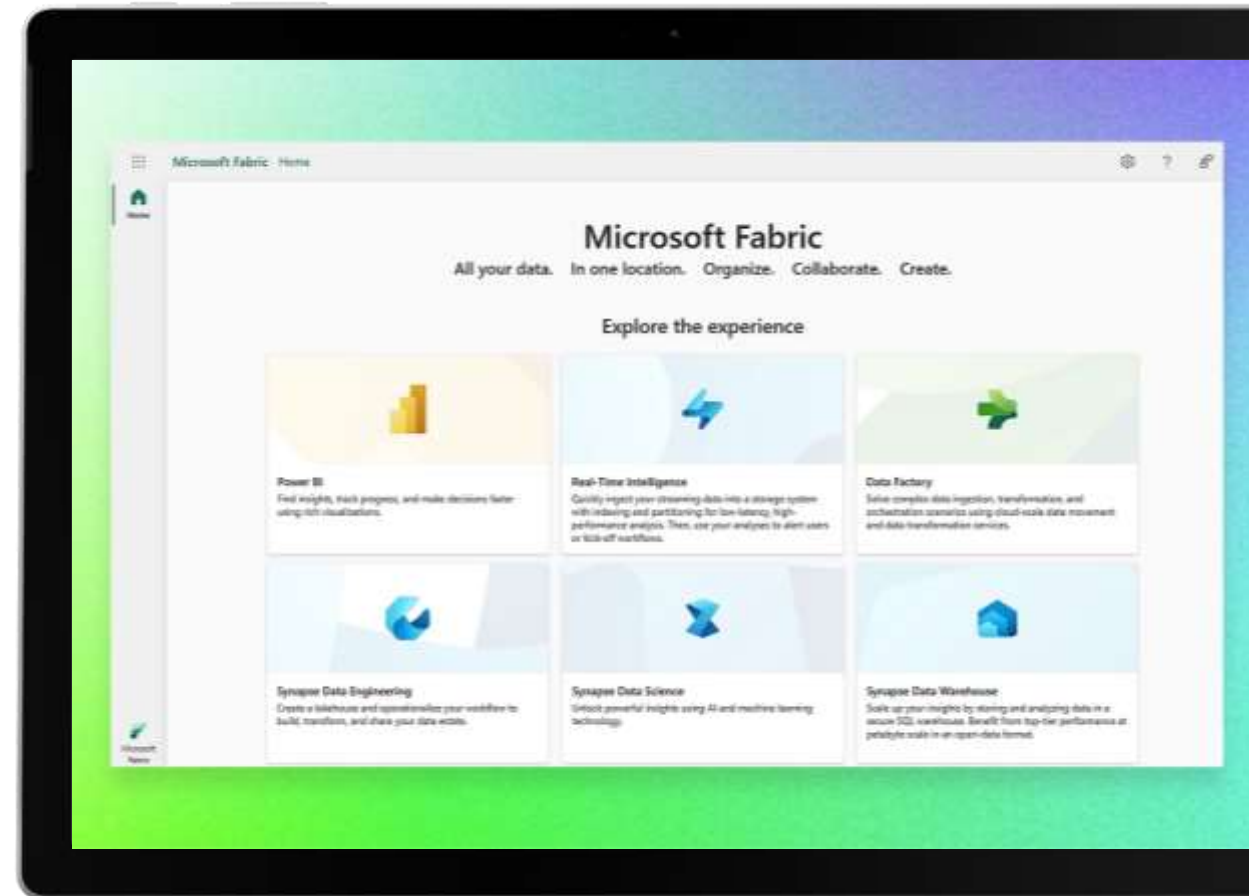 Microsoft Fabric Home
?
Home
Microsoft Fabric
All your data. In one location. Organize. Collaborate. Create.
Explore the experience
Power BI
Find insights, track progress, and make decisions faster
using rich visualizations.
Real-Time Intelligence
Quickly ingest your streaming data into a storage system
with indexing and partitioning for low-latency, high-
performance analysis. Then, use your analyses to alert users
or kick-off workflows.
Data Factory
Solve complex data ingestion, transformation, and
orchestration scenarios using cloud-scale data movement
and data transformation services.
Synapse Data Engineering
Create a lakehouse and operationalize your workflow to
build, transform, and share your data estate.
Synapse Data Science
Unlock powerful insights using AI and machine learning
technology.
Synapse Data Warehouse
Scale up your insights by storing and analyzing data in a
secure SQL warehouse. Benefit from top-tier performance at
petabyte scale in an open-data format.
Microsoft
Fabric